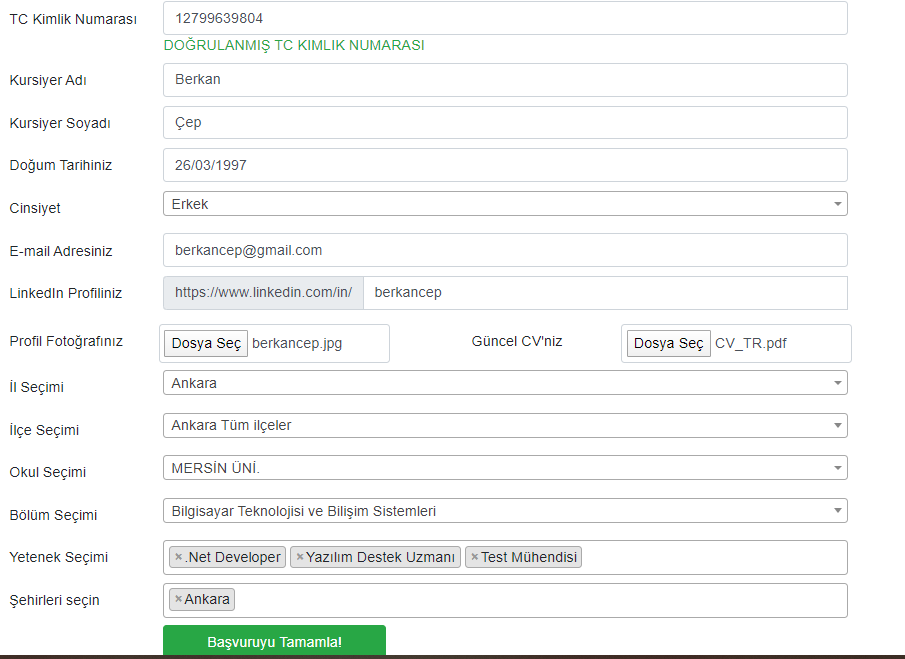 TC Kimlik Numarası 12799639804
DOĞRULANMIŞ TC KIMLIK NUMARASI
Kursiyer Adı Berkan
Kursiyer Soyadı Çep
Doğum Tarihiniz 26/03/1997
Cinsiyet Erkek
E-mail Adresiniz berkancep@gmail.com
LinkedIn Profiliniz https://www.linkedin.com/in/ berkancep
Profil Fotoğrafınız Dosya Seç berkancep.jpg Güncel CV'niz Dosya Seç CV_TR.pdf
İl Seçimi Ankara
İlçe Seçimi Ankara Tüm ilçeler
Okul Seçimi MERSİN ÜNİ.
Bölüm Seçimi Bilgisayar Teknolojisi ve Bilişim Sistemleri
Yetenek Seçimi ×.Net Developer ×Yazılım Destek Uzmanı ×Test Mühendisi
Şehirleri seçin ×Ankara
Başvuruyu Tamamla!